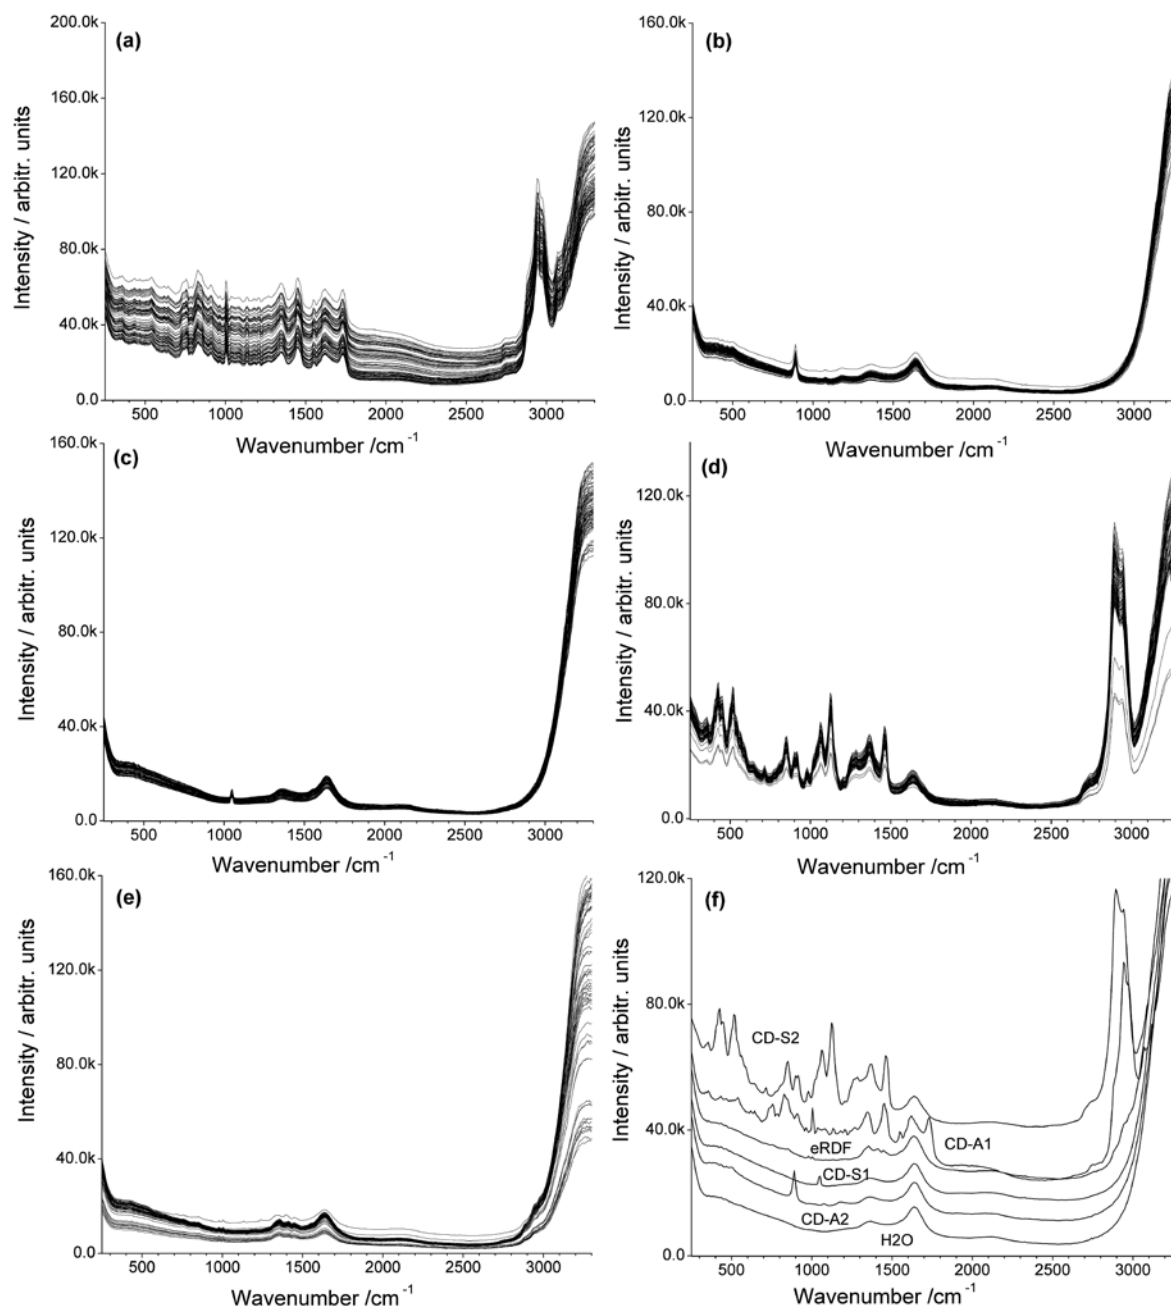 (a)
200.0k
160.0k
120.0k
80.0k
40.0k
0.0
500 1000 1500 2000 2500 3000
Intensity / arbitr. units
Wavenumber /cm⁻¹
(b)
160.0k
120.0k
80.0k
40.0k
0.0
500 1000 1500 2000 2500 3000
Intensity / arbitr. units
Wavenumber /cm⁻¹
(c)
160.0k
120.0k
80.0k
40.0k
0.0
500 1000 1500 2000 2500 3000
Intensity / arbitr. units
Wavenumber /cm⁻¹
(d)
120.0k
80.0k
40.0k
0.0
500 1000 1500 2000 2500 3000
Intensity / arbitr. units
Wavenumber /cm⁻¹
(e)
160.0k
120.0k
80.0k
40.0k
0.0
500 1000 1500 2000 2500 3000
Intensity / arbitr. units
Wavenumber /cm⁻¹
(f)
120.0k
80.0k
40.0k
0.0
CD-S2
eRDF
CD-A1
CD-S1
CD-A2
H2O
500 1000 1500 2000 2500 3000
Intensity / arbitr. units
Wavenumber /cm⁻¹